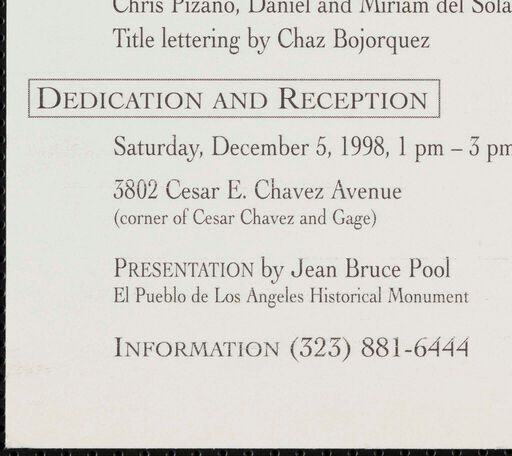 Chris Pizano, Daniel and Miriam del Sola
Title lettering by Chaz Bojorquez
DEDICATION AND RECEPTION
Saturday, December 5, 1998, 1 pm – 3 pm
3802 Cesar E. Chavez Avenue
(corner of Cesar Chavez and Gage)
PRESENTATION by Jean Bruce Pool
El Pueblo de Los Angeles Historical Monument
INFORMATION (323) 881-6444